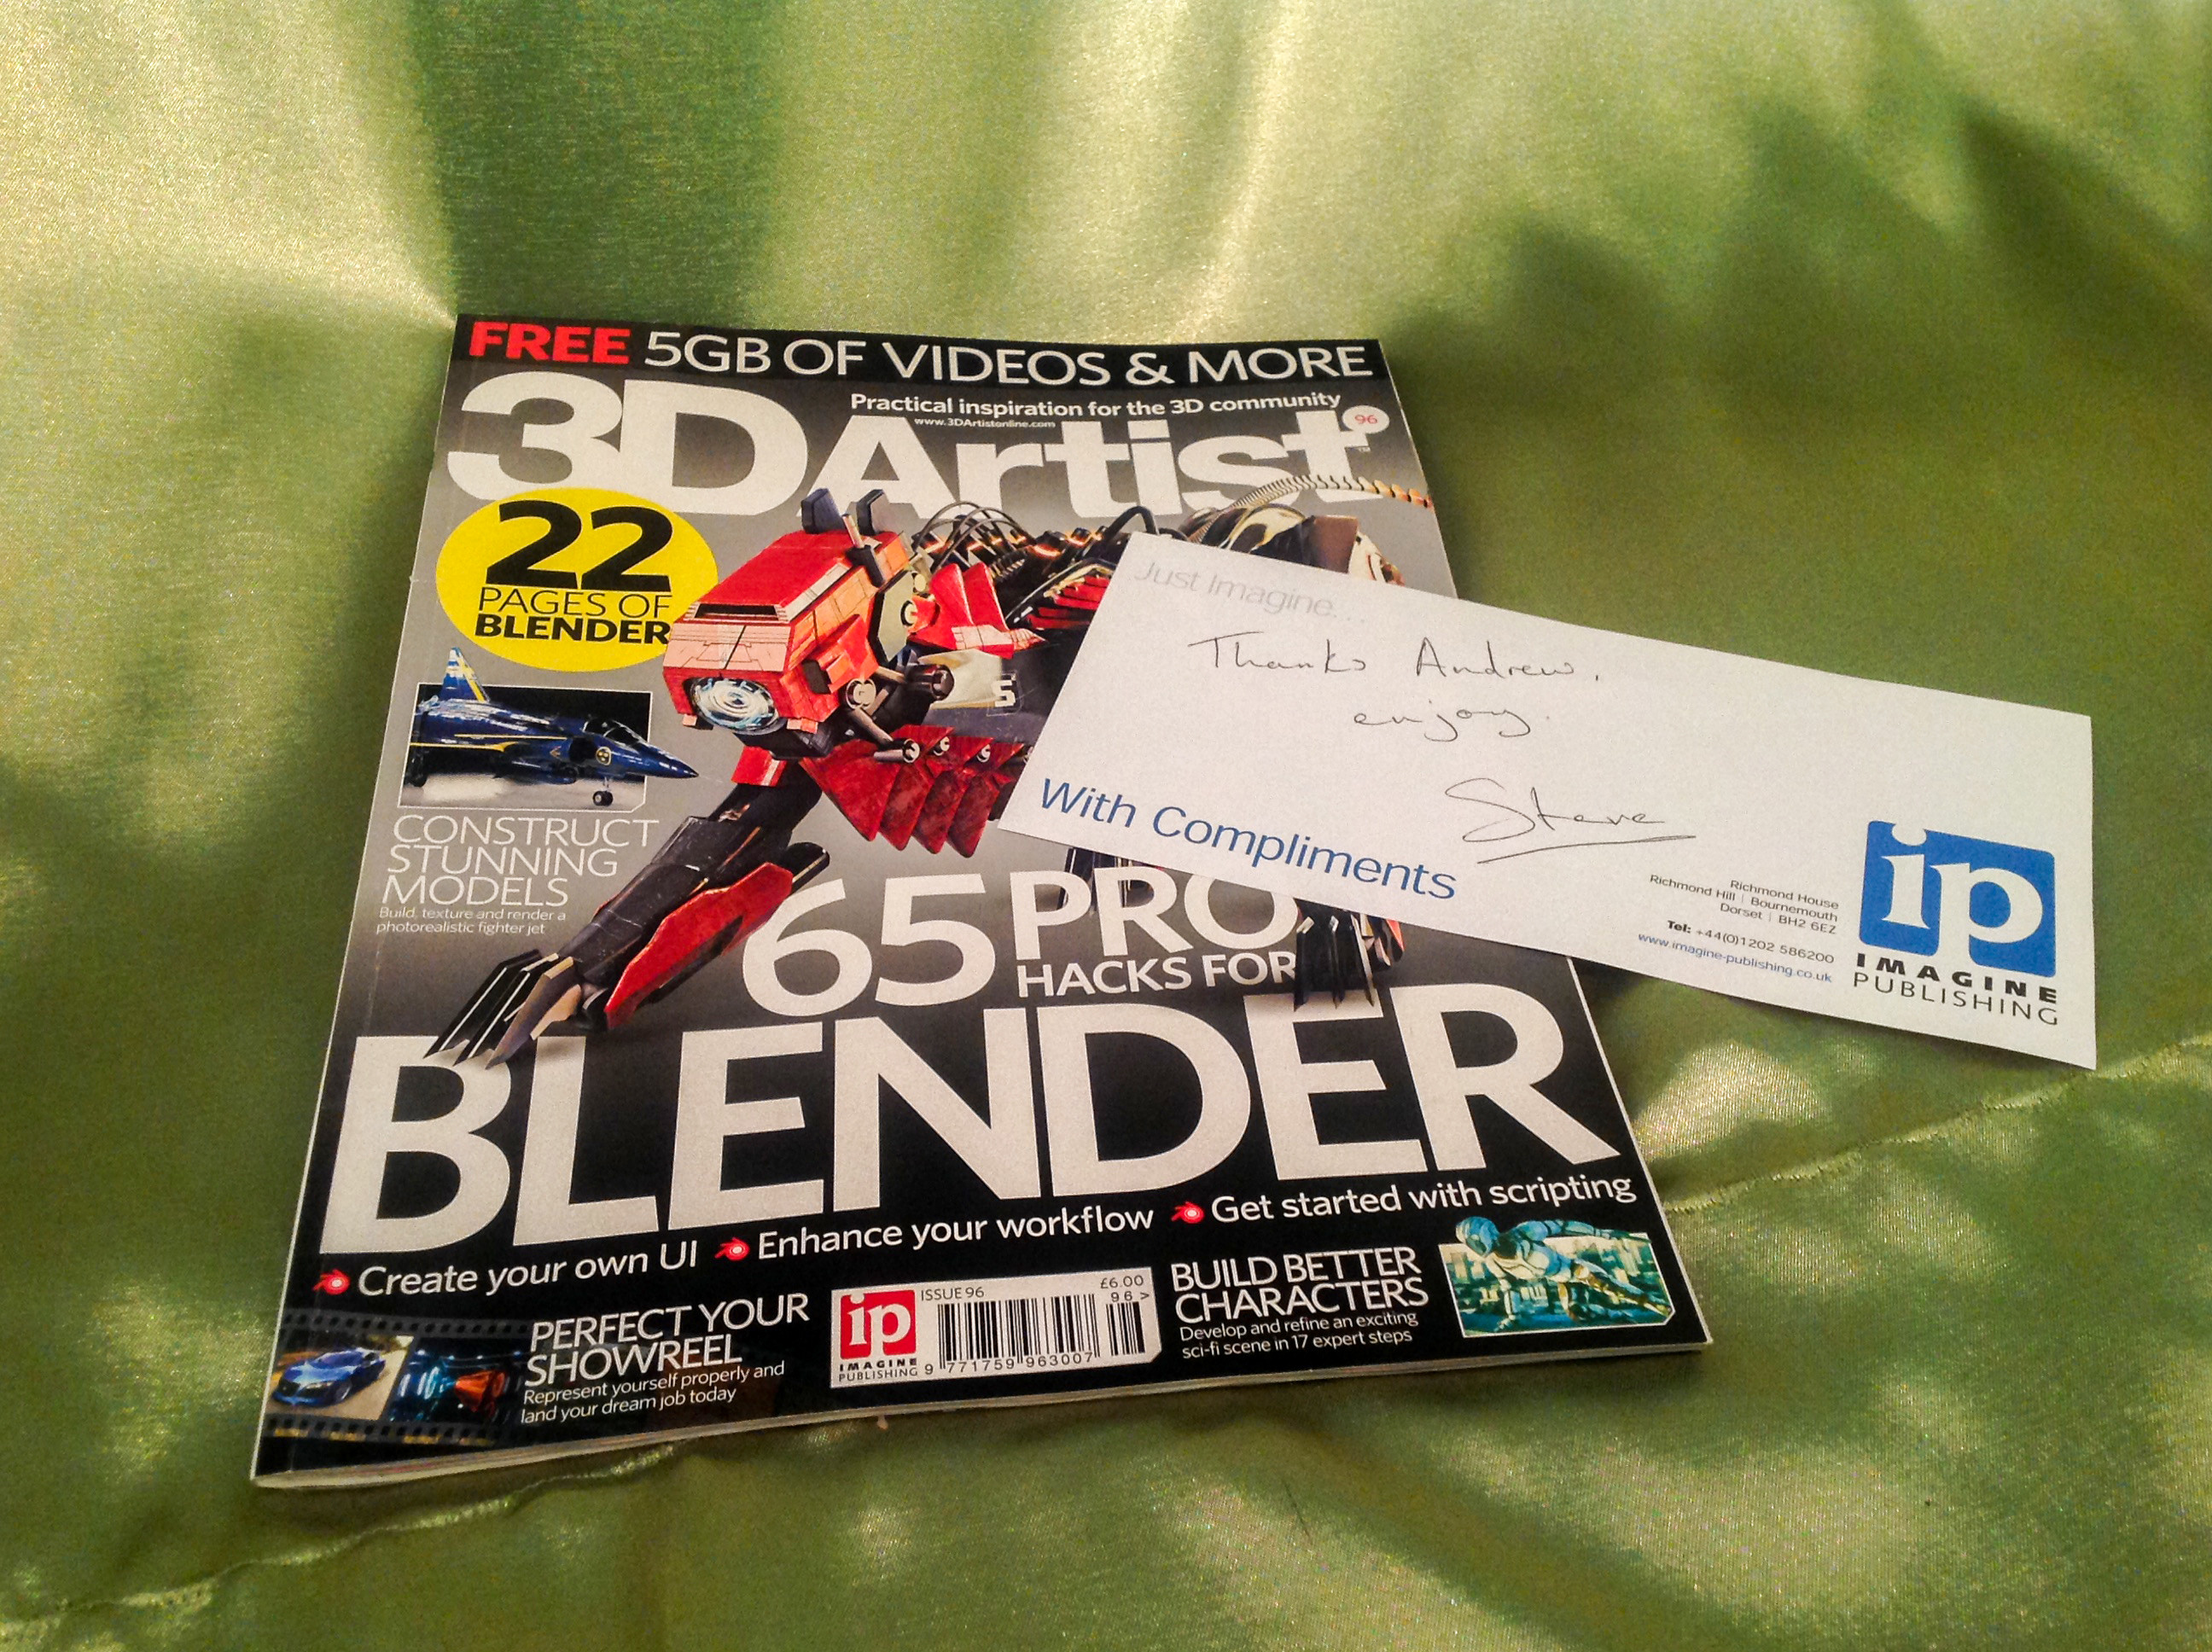 FREE 5GB OF VIDEOS & MORE
Practical inspiration for the 3D community
www.3DArtistonline.com
3DArtist
96
22
PAGES OF
BLENDER
CONSTRUCT
STUNNING
MODELS
Build, texture and render a
photorealistic fighter jet
65 PRO
HACKS FOR
BLENDER
Create your own UI Enhance your workflow Get started with scripting
PERFECT YOUR
SHOWREEL
Represent yourself properly and
land your dream job today
ip
IMAGINE
PUBLISHING
ISSUE 96
£6.00
96 >
9 771759 963007
BUILD BETTER
CHARACTERS
Develop and refine an exciting
sci-fi scene in 17 expert steps
Just Imagine...
Thanks Andrew,
enjoy.
Steve
With Compliments
Richmond House
Richmond Hill | Bournemouth
Dorset | BH2 6EZ
Tel: +44(0)1202 586200
www.imagine-publishing.co.uk
ip
IMAGINE
PUBLISHING